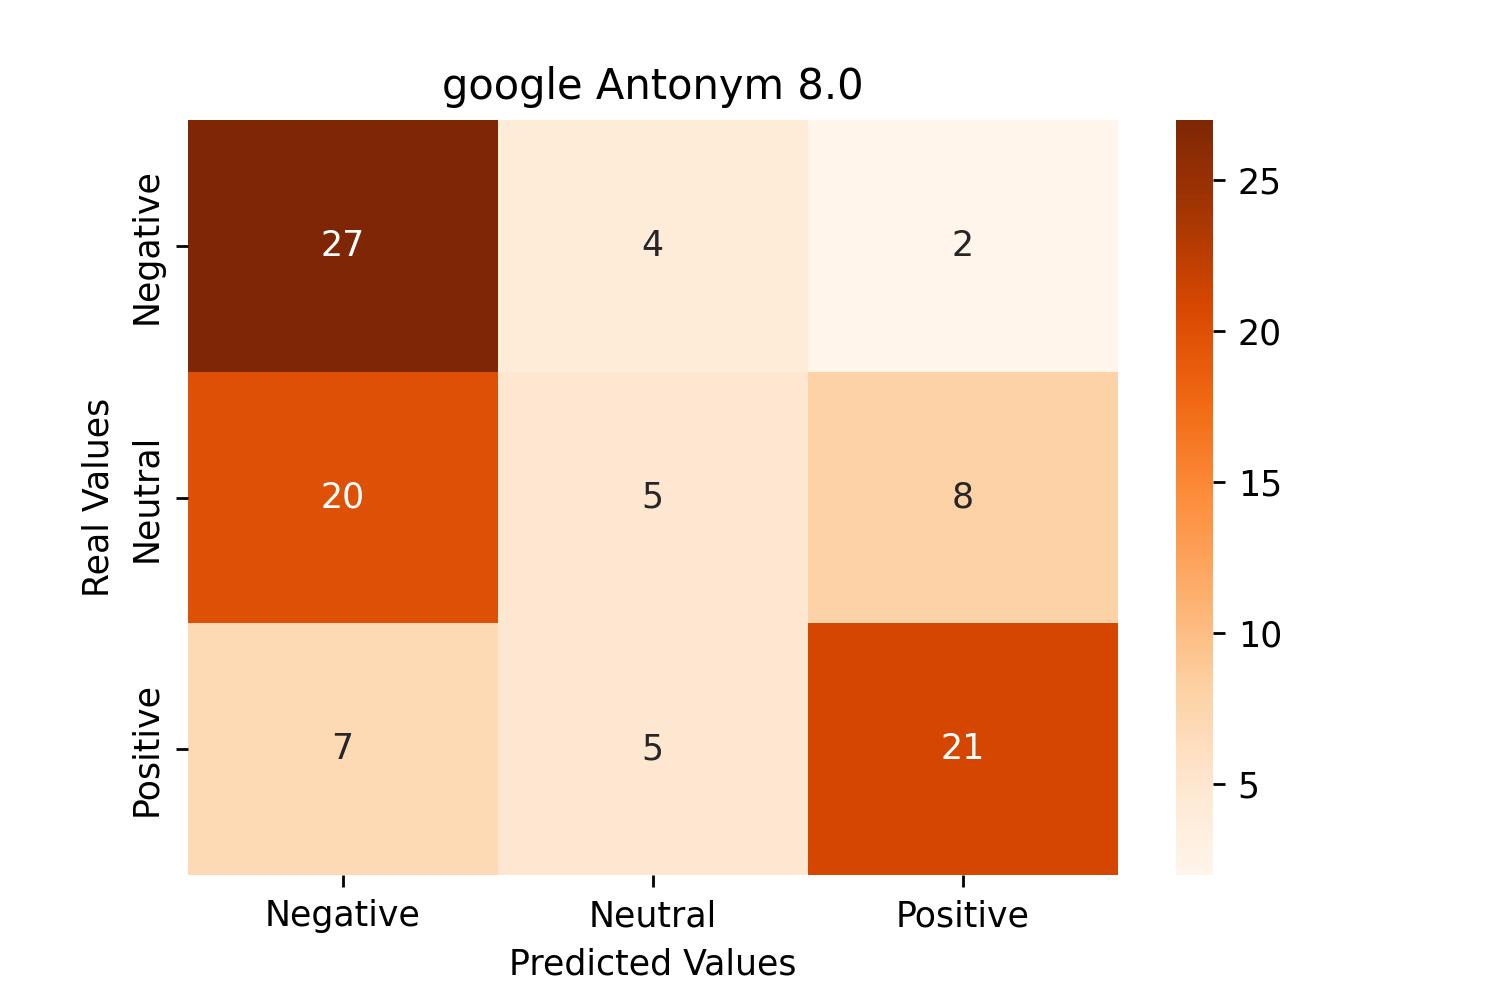 google Antonym 8.0
Real Values
Negative
27 4 2
Neutral
20 5 8
Positive
7 5 21
Negative Neutral Positive
Predicted Values
25
20
15
10
5